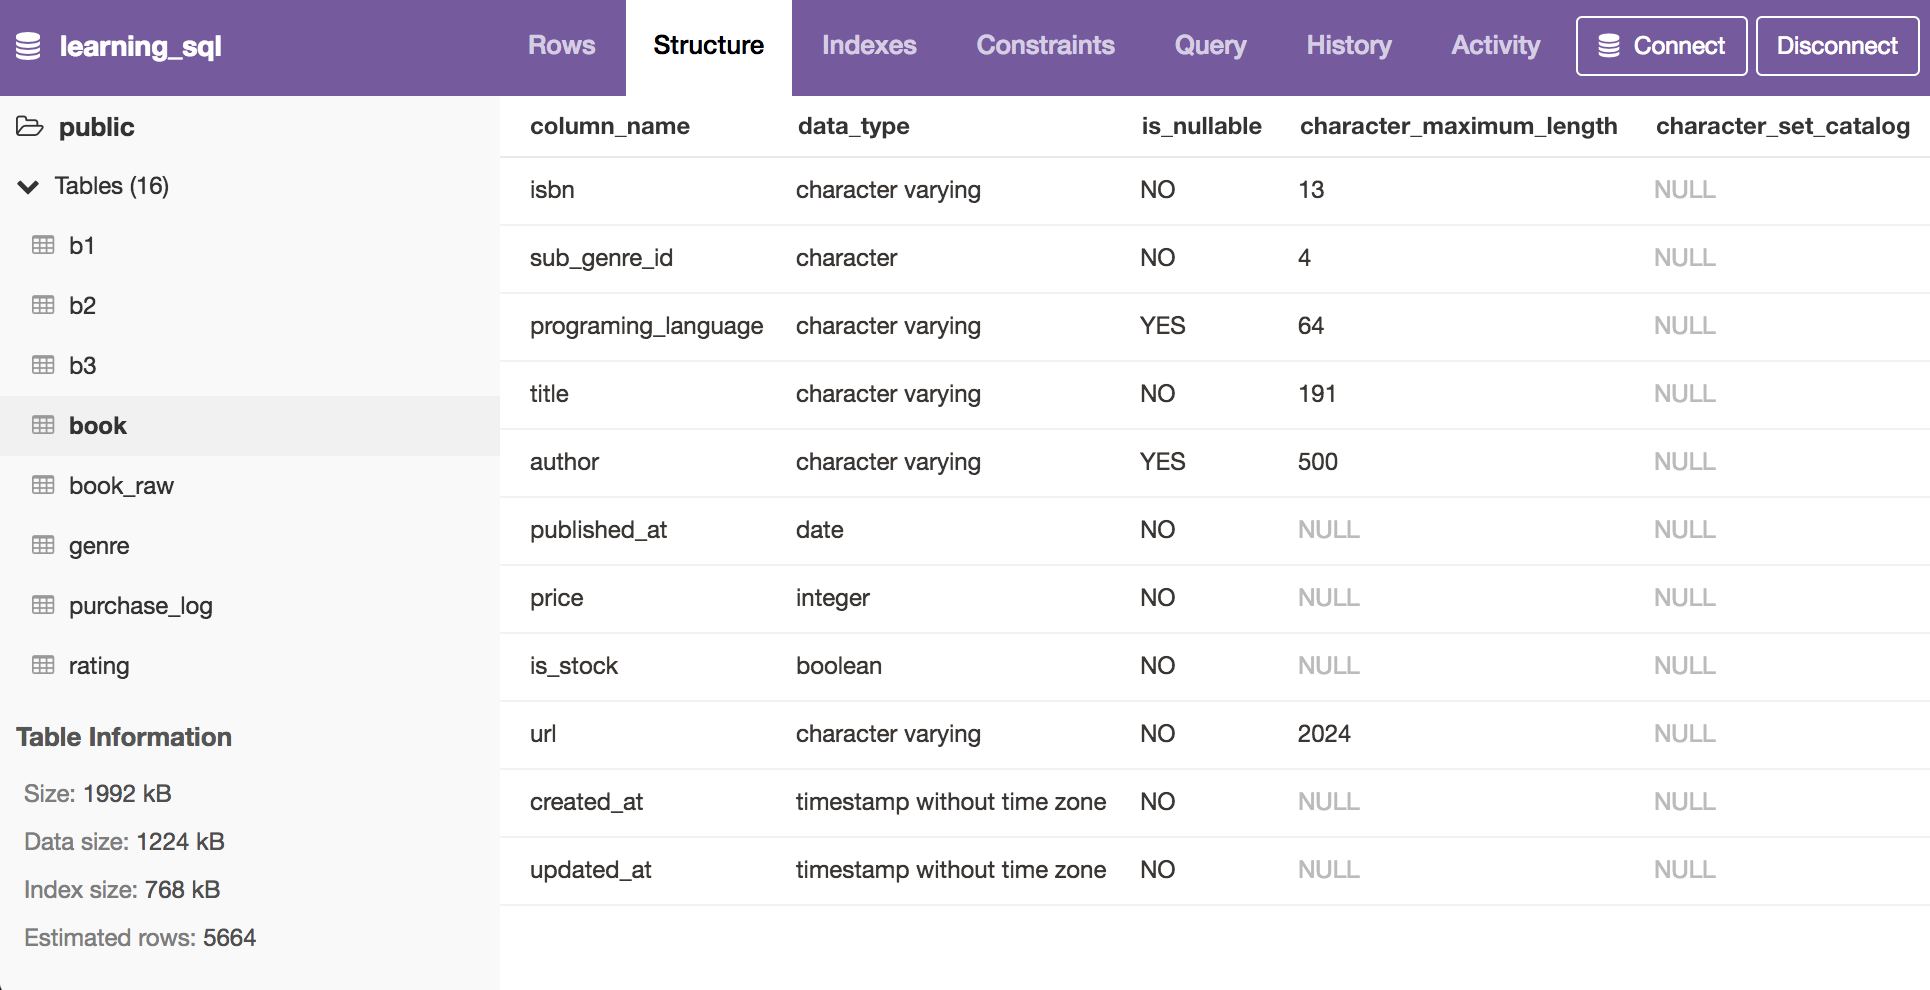 learning_sql
Rows Structure Indexes Constraints Query History Activity Connect Disconnect
public
Tables (16)
b1
b2
b3
book
book_raw
genre
purchase_log
rating
Table Information
Size: 1992 kB
Data size: 1224 kB
Index size: 768 kB
Estimated rows: 5664
column_name data_type is_nullable character_maximum_length character_set_catalog
isbn character varying NO 13 NULL
sub_genre_id character NO 4 NULL
programing_language character varying YES 64 NULL
title character varying NO 191 NULL
author character varying YES 500 NULL
published_at date NO NULL NULL
price integer NO NULL NULL
is_stock boolean NO NULL NULL
url character varying NO 2024 NULL
created_at timestamp without time zone NO NULL NULL
updated_at timestamp without time zone NO NULL NULL